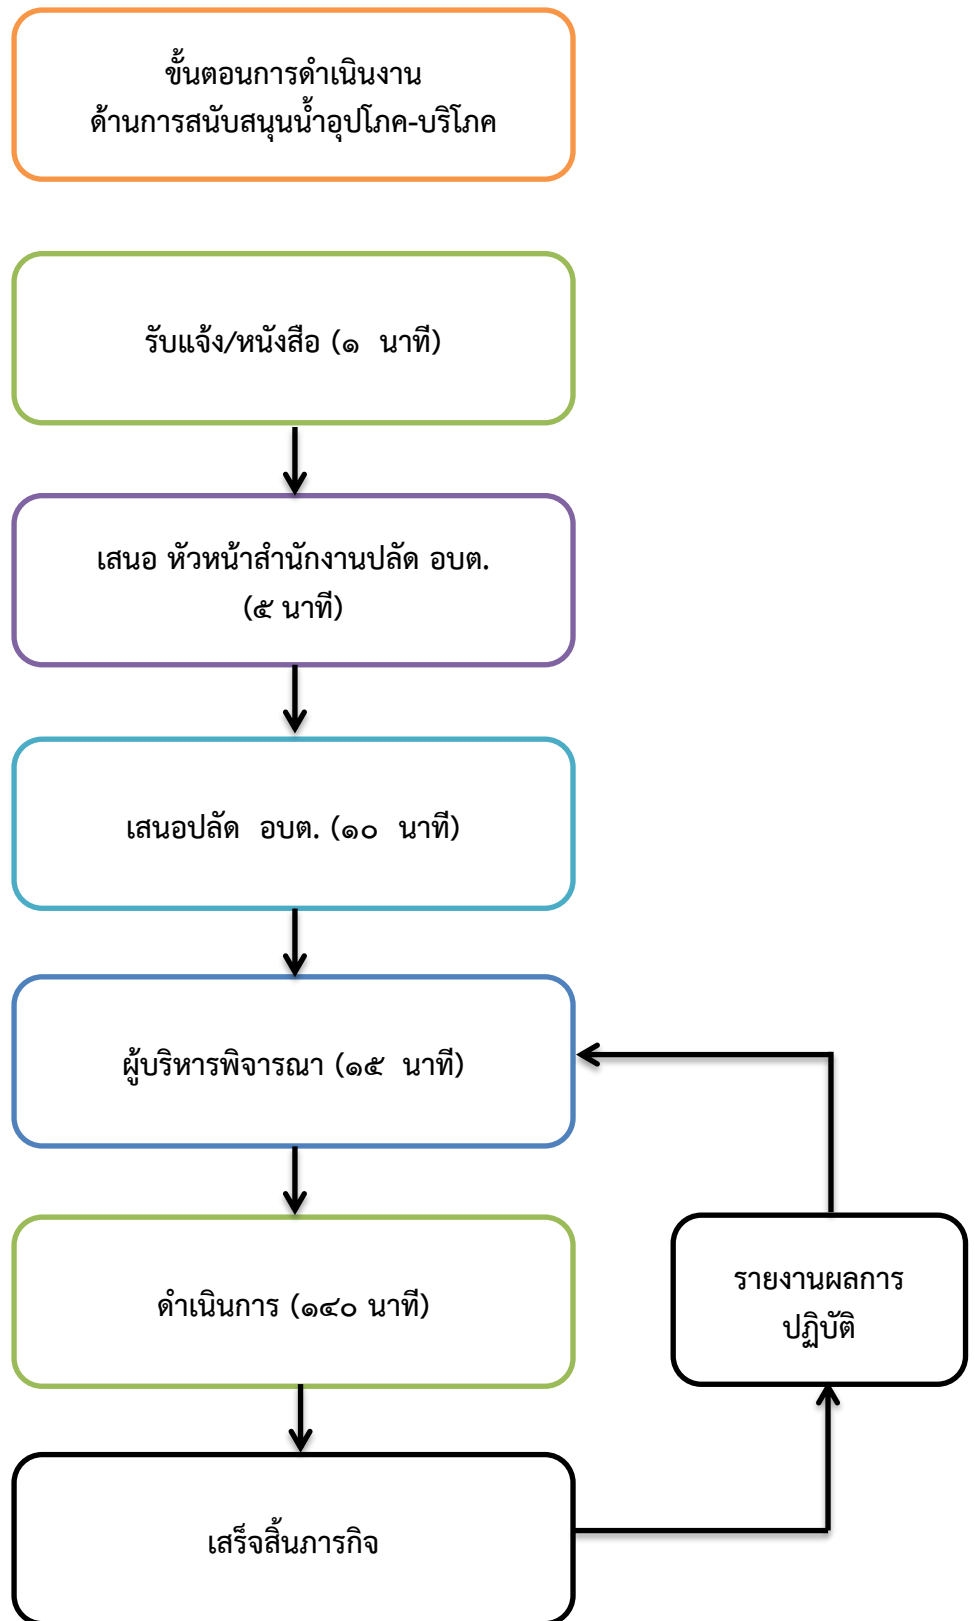 ขั้นตอนการดำเนินงาน
ด้านการสนับสนุนน้ำอุปโภค-บริโภค
รับแจ้ง/หนังสือ (๑ นาที)
เสนอ หัวหน้าสำนักงานปลัด อบต.
(๕ นาที)
เสนอปลัด อบต. (๑๐ นาที)
ผู้บริหารพิจารณา (๑๕ นาที)
ดำเนินการ (๑๔๐ นาที)
รายงานผลการ
ปฏิบัติ
เสร็จสิ้นภารกิจ